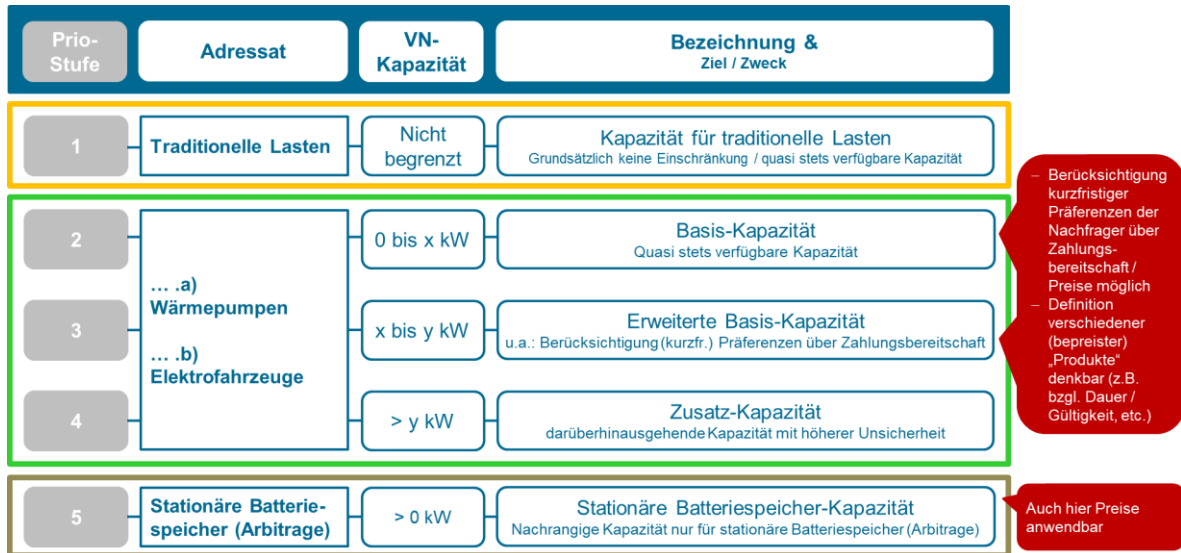 Prio-
Stufe
Adressat
VN-
Kapazität
Bezeichnung &
Ziel / Zweck
1
Traditionelle Lasten
Nicht
begrenzt
Kapazität für traditionelle Lasten
Grundsätzlich keine Einschränkung / quasi stets verfügbare Kapazität
2
3
4
... .a)
Wärmepumpen
... .b)
Elektrofahrzeuge
0 bis x kW
Basis-Kapazität
Quasi stets verfügbare Kapazität
x bis y kW
Erweiterte Basis-Kapazität
u.a.: Berücksichtigung (kurzfr.) Präferenzen über Zahlungsbereitschaft
> y kW
Zusatz-Kapazität
darüberhinausgehende Kapazität mit höherer Unsicherheit
– Berücksichtigung
kurzfristiger
Präferenzen der
Nachfrager über
Zahlungs-
bereitschaft /
Preise möglich
– Definition
verschiedener
(bepreister)
„Produkte“
denkbar (z.B.
bzgl. Dauer /
Gültigkeit, etc.)
5
Stationäre Batterie-
speicher (Arbitrage)
> 0 kW
Stationäre Batteriespeicher-Kapazität
Nachrangige Kapazität nur für stationäre Batteriespeicher (Arbitrage)
Auch hier Preise
anwendbar